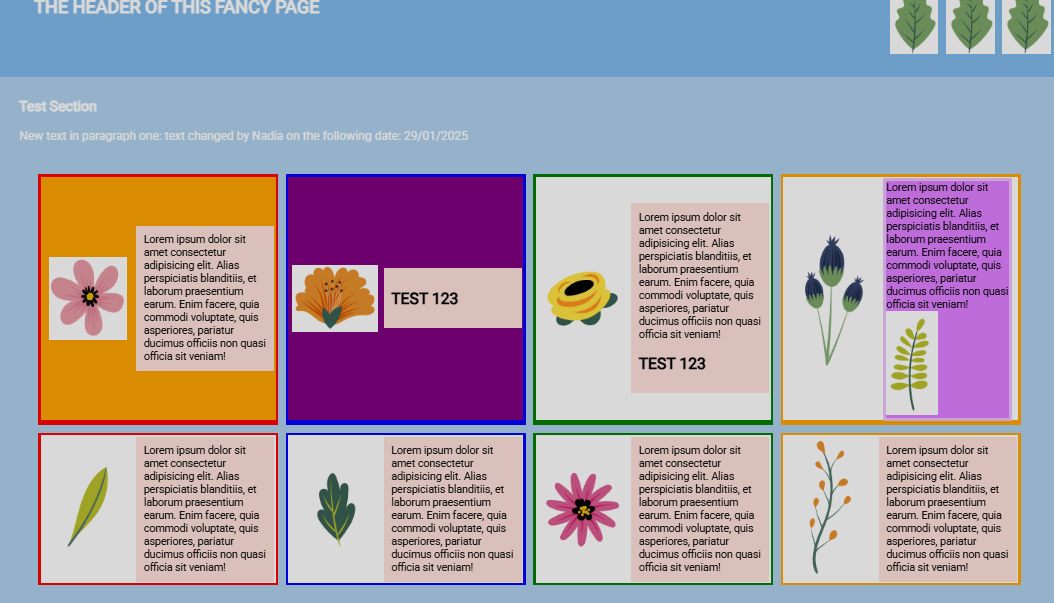 THE HEADER OF THIS FANCY PAGE
Test Section
New text in paragraph one: text changed by Nadia on the following date: 29/01/2025
Lorem ipsum dolor sit
amet consectetur
adipisicing elit. Alias
perspiciatis blanditiis, et
laborum praesentium
earum. Enim facere, quia
commodi voluptate, quis
asperiores, pariatur
ducimus officiis non quasi
officia sit veniam!
TEST 123
Lorem ipsum dolor sit
amet consectetur
adipisicing elit. Alias
perspiciatis blanditiis, et
laborum praesentium
earum. Enim facere, quia
commodi voluptate, quis
asperiores, pariatur
ducimus officiis non quasi
officia sit veniam!
TEST 123
Lorem ipsum dolor sit
amet consectetur
adipisicing elit. Alias
perspiciatis blanditiis, et
laborum praesentium
earum. Enim facere, quia
commodi voluptate, quis
asperiores, pariatur
ducimus officiis non quasi
officia sit veniam!
Lorem ipsum dolor sit
amet consectetur
adipisicing elit. Alias
perspiciatis blanditiis, et
laborum praesentium
earum. Enim facere, quia
commodi voluptate, quis
asperiores, pariatur
ducimus officiis non quasi
officia sit veniam!
Lorem ipsum dolor sit
amet consectetur
adipisicing elit. Alias
perspiciatis blanditiis, et
laborum praesentium
earum. Enim facere, quia
commodi voluptate, quis
asperiores, pariatur
ducimus officiis non quasi
officia sit veniam!
Lorem ipsum dolor sit
amet consectetur
adipisicing elit. Alias
perspiciatis blanditiis, et
laborum praesentium
earum. Enim facere, quia
commodi voluptate, quis
asperiores, pariatur
ducimus officiis non quasi
officia sit veniam!
Lorem ipsum dolor sit
amet consectetur
adipisicing elit. Alias
perspiciatis blanditiis, et
laborum praesentium
earum. Enim facere, quia
commodi voluptate, quis
asperiores, pariatur
ducimus officiis non quasi
officia sit veniam!